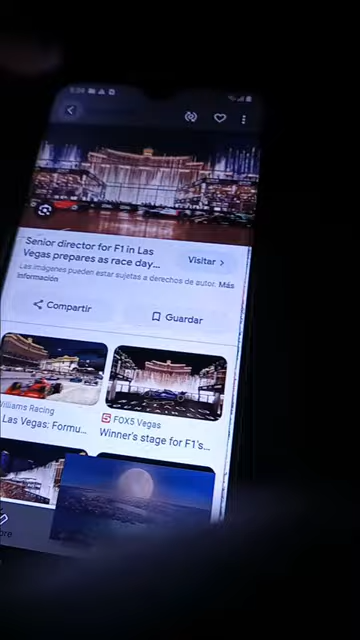 Senior director for F1 in Las
Vegas prepares as race day...
Visitar
Las imágenes pueden estar sujetas a derechos de autor. Más
información
Compartir
Guardar
Williams Racing
Las Vegas: Formu...
5 FOX5 Vegas
Winner's stage for F1's...